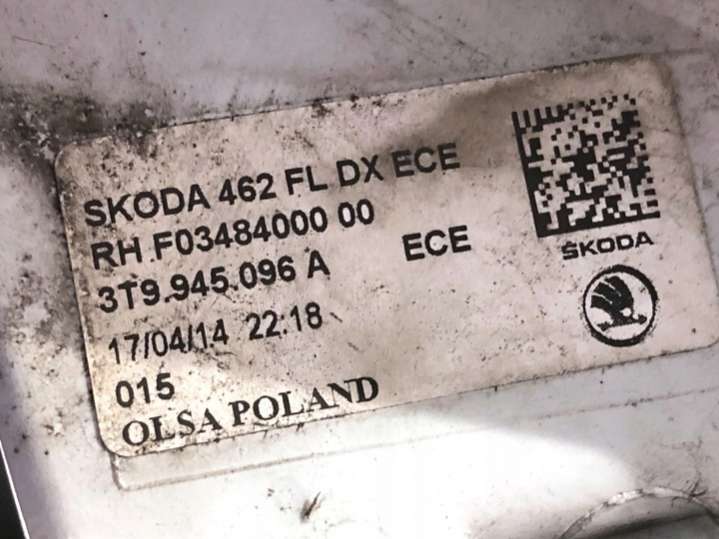 SKODA 462 FL DX ECE
RH F03484000 00
3T9.945.096 A ECE
17/04/14 22:18
015
OLSA POLAND
ŠKODA